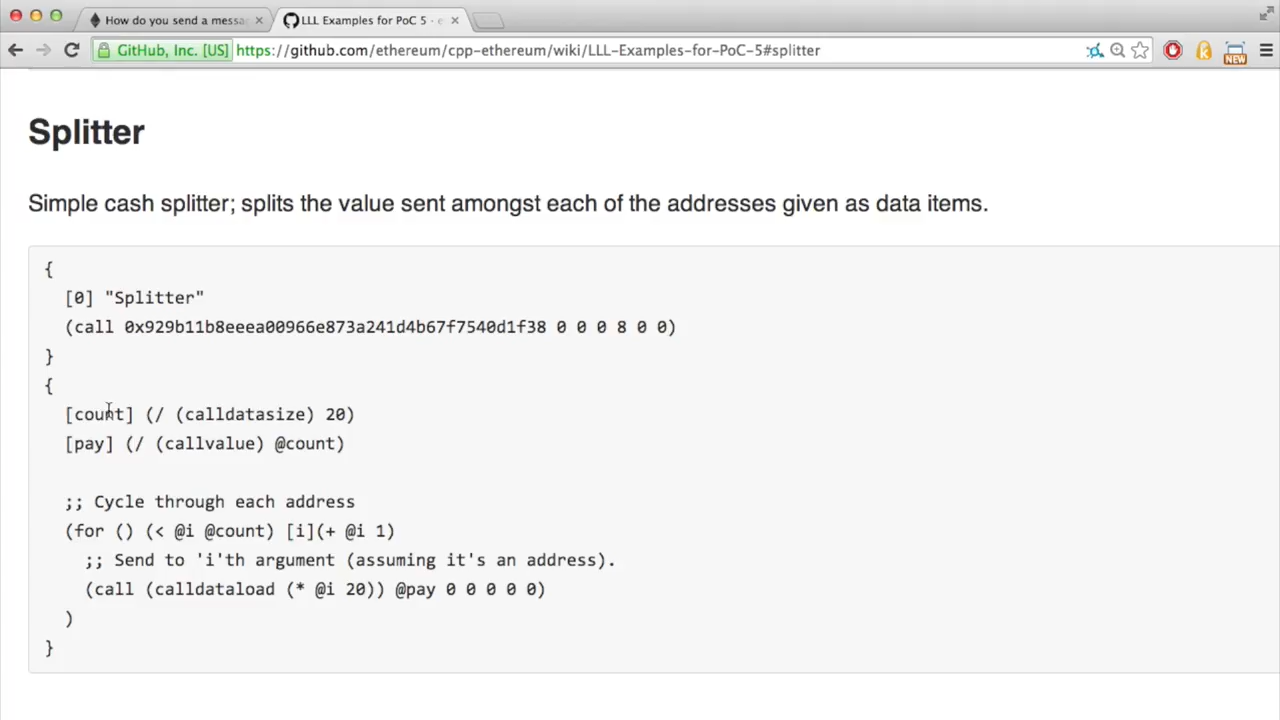 How do you send a messa
LLL Examples for PoC 5 · e
GitHub, Inc. [US] https://github.com/ethereum/cpp-ethereum/wiki/LLL-Examples-for-PoC-5#splitter
NEW
Splitter
Simple cash splitter; splits the value sent amongst each of the addresses given as data items.
{
[0] "Splitter"
(call 0x929b11b8eeea00966e873a241d4b67f7540d1f38 0 0 0 8 0 0)
}
{
[count] (/ (calldatasize) 20)
[pay] (/ (callvalue) @count)
;; Cycle through each address
(for () (< @i @count) [i](+ @i 1)
;; Send to 'i'th argument (assuming it's an address).
(call (calldataload (* @i 20)) @pay 0 0 0 0 0)
)
}